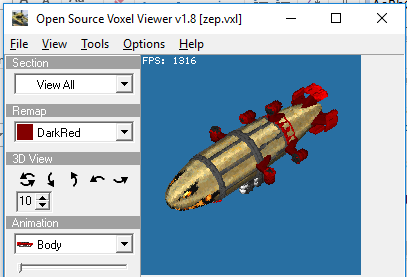 Open Source Voxel Viewer v1.8 [zep.vxl]
File View Tools Options Help
Section
View All
FPS: 1316
Remap
DarkRed
3D View
10
Animation
Body